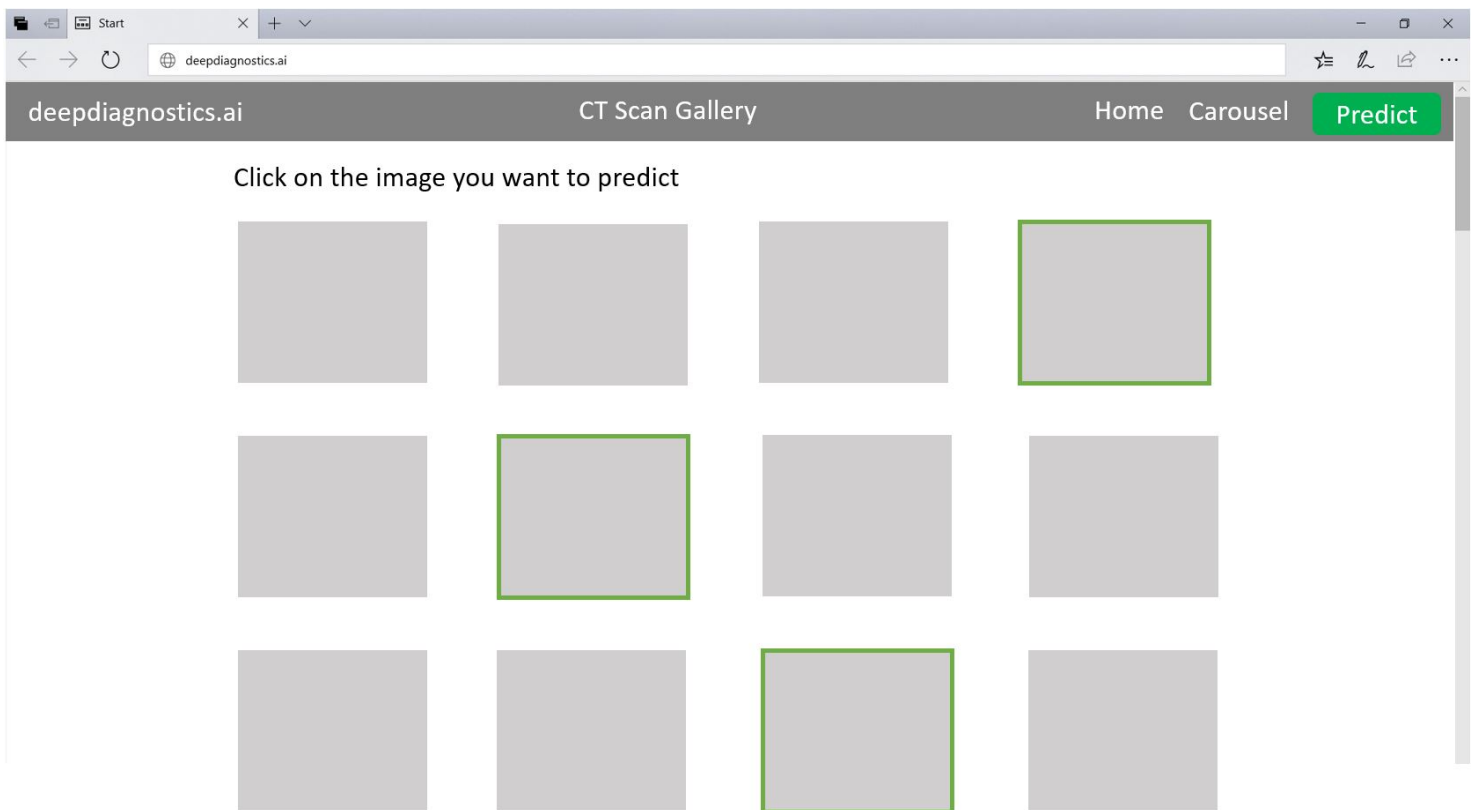 Start
deepdiagnostics.ai
deepdiagnostics.ai CT Scan Gallery Home Carousel Predict
Click on the image you want to predict